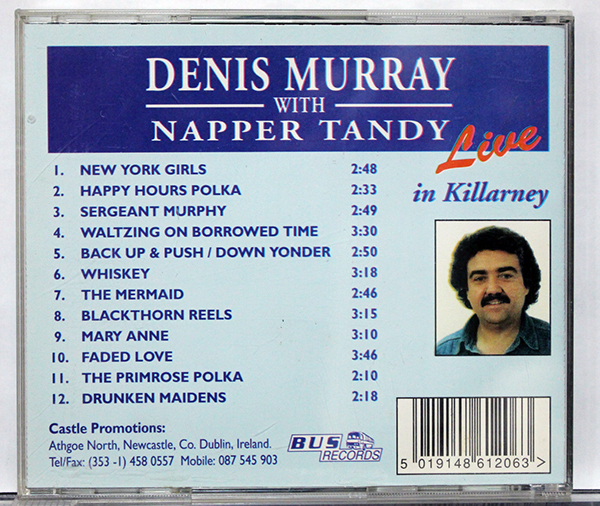 DENIS MURRAY
WITH
NAPPER TANDY
Live
in Killarney
1. NEW YORK GIRLS 2:48
2. HAPPY HOURS POLKA 2:33
3. SERGEANT MURPHY 2:49
4. WALTZING ON BORROWED TIME 3:30
5. BACK UP & PUSH / DOWN YONDER 2:50
6. WHISKEY 3:18
7. THE MERMAID 2:46
8. BLACKTHORN REELS 3:15
9. MARY ANNE 3:10
10. FADED LOVE 3:46
11. THE PRIMROSE POLKA 2:10
12. DRUNKEN MAIDENS 2:18
Castle Promotions:
Athgoe North, Newcastle, Co. Dublin, Ireland.
Tel/Fax: (353 -1) 458 0557 Mobile: 087 545 903
BUS
RECORDS
5 019148 612063 >